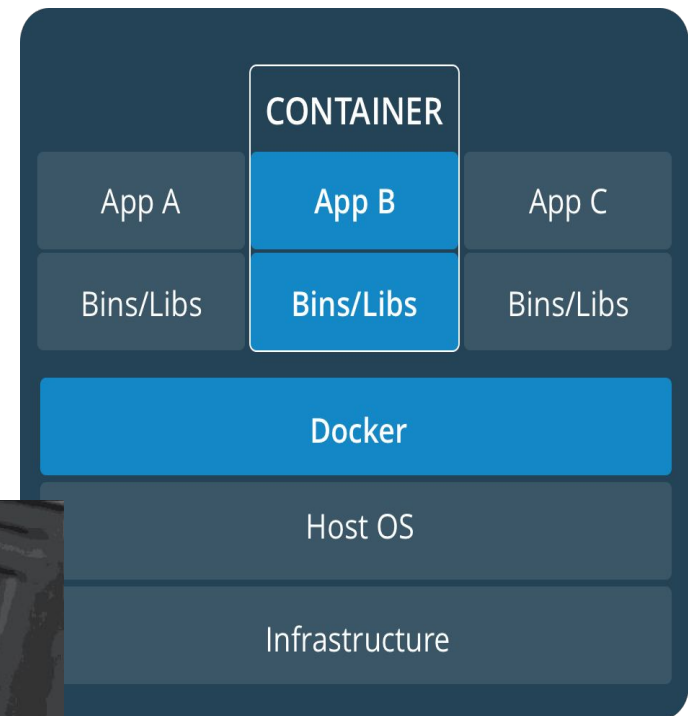 CONTAINER
App A App B App C
Bins/Libs Bins/Libs Bins/Libs
Docker
Host OS
Infrastructure